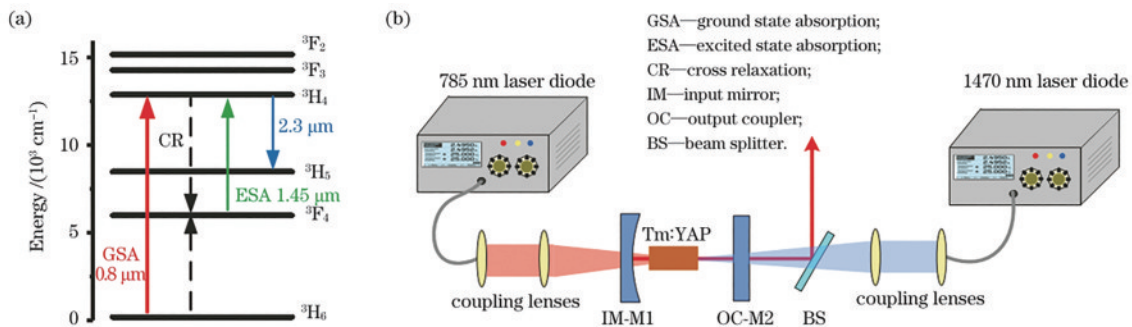 (a)
Energy /(10³ cm⁻¹)
15
10
5
0
³F₂
³F₃
³H₄
³H₅
³F₄
³H₆
CR
2.3 μm
ESA 1.45 μm
GSA
0.8 μm
(b)
GSA—ground state absorption;
ESA—excited state absorption;
CR—cross relaxation;
IM—input mirror;
OC—output coupler;
BS—beam splitter.
785 nm laser diode
1470 nm laser diode
Tm:YAP
coupling lenses
IM-M1
OC-M2
BS
coupling lenses